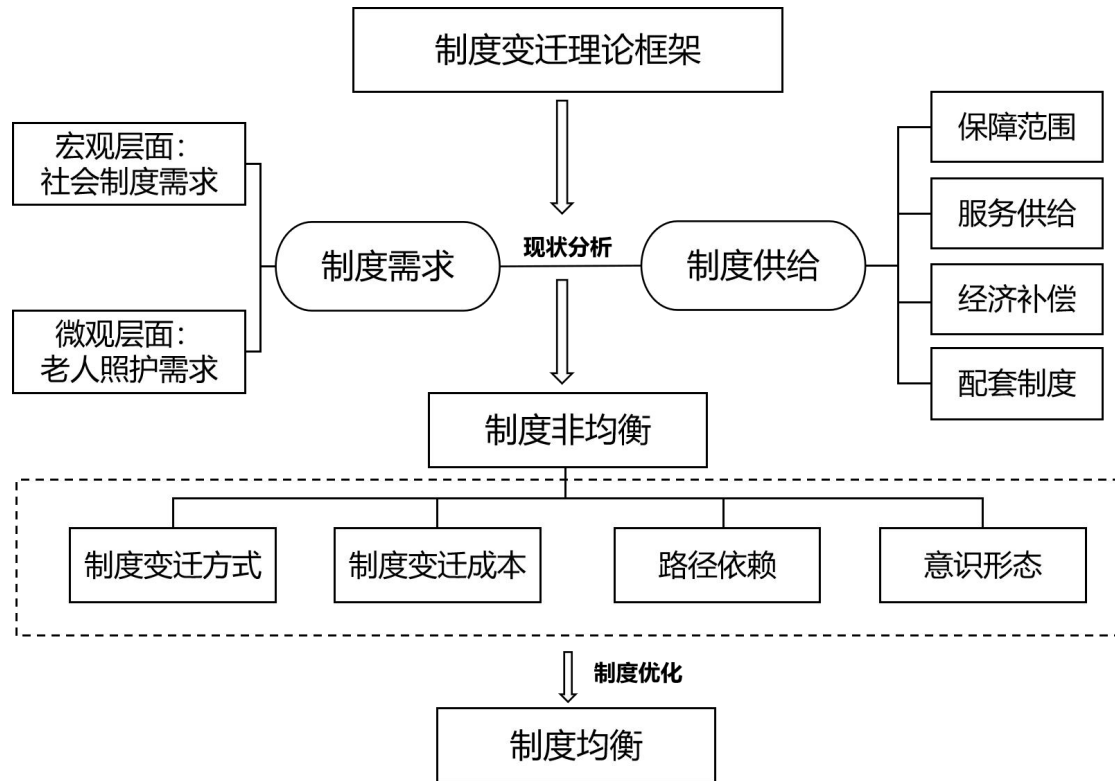 制度变迁理论框架
宏观层面：
社会制度需求
微观层面：
老人照护需求
制度需求
现状分析
制度供给
保障范围
服务供给
经济补偿
配套制度
制度非均衡
制度变迁方式
制度变迁成本
路径依赖
意识形态
制度优化
制度均衡